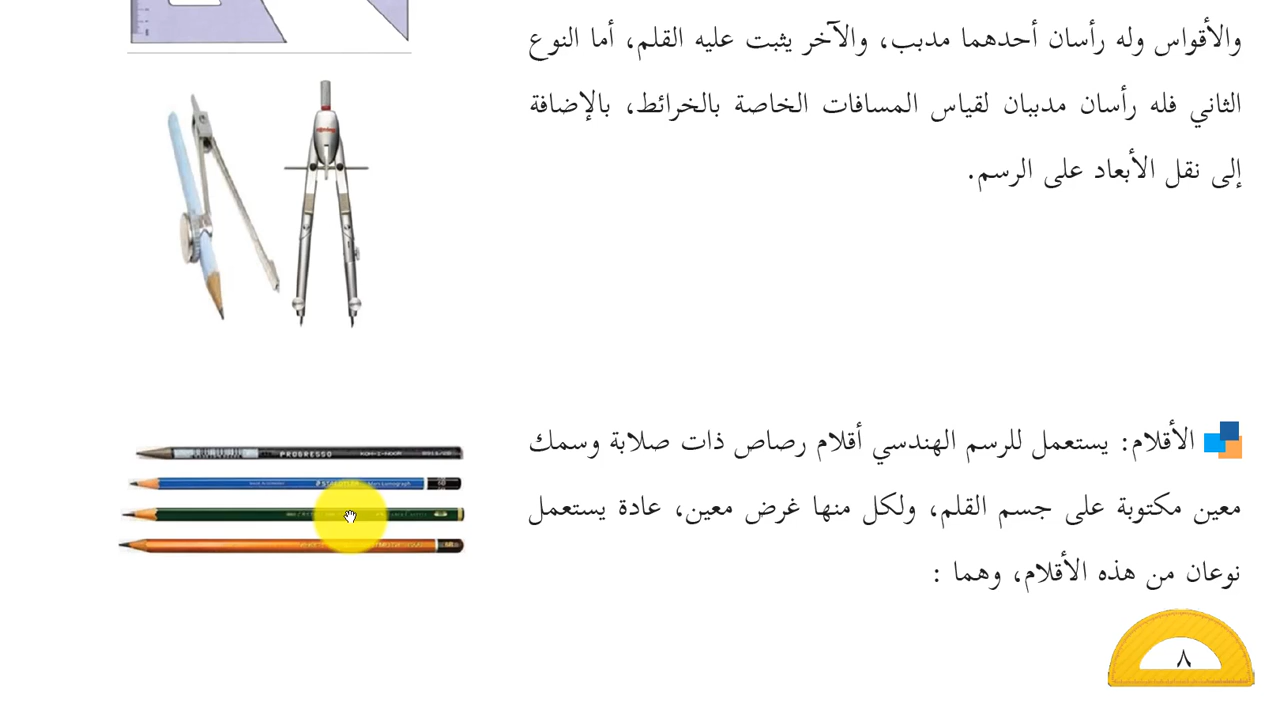 والأقواس وله رأسان أحدهما مدبب، والآخر يثبت عليه القلم، أما النوع
الثاني فله رأسان مدببان لقياس المسافات الخاصة بالخرائط، بالإضافة
إلى نقل الأبعاد على الرسم.
الأقلام: يستعمل للرسم الهندسي أقلام رصاص ذات صلابة وسمك
معين مكتوبة على جسم القلم، ولكل منها غرض معين، عادة يستعمل
نوعان من هذه الأقلام، وهما :
PROGRESSO KOH-I-NOOR
STAEDTLER
٨